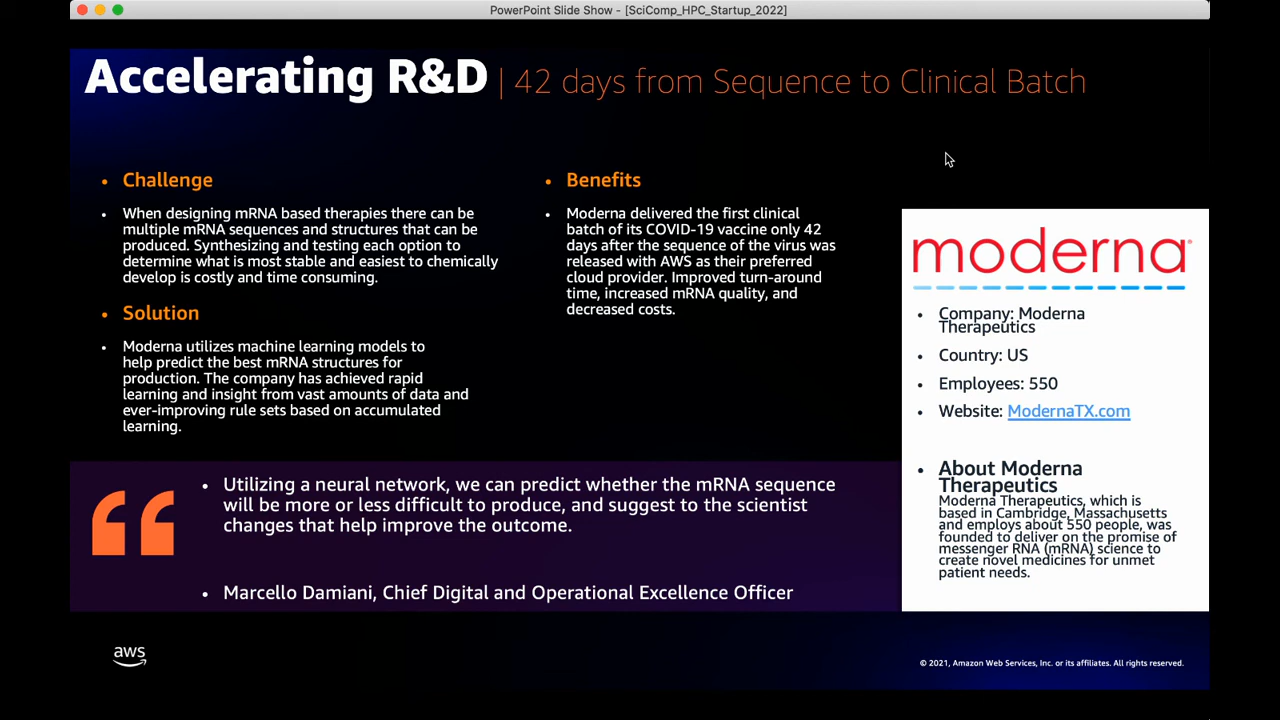 PowerPoint Slide Show - [SciComp_HPC_Startup_2022]
Accelerating R&D | 42 days from Sequence to Clinical Batch
• Challenge
• When designing mRNA based therapies there can be
multiple mRNA sequences and structures that can be
produced. Synthesizing and testing each option to
determine what is most stable and easiest to chemically
develop is costly and time consuming.
• Solution
• Moderna utilizes machine learning models to
help predict the best mRNA structures for
production. The company has achieved rapid
learning and insight from vast amounts of data and
ever-improving rule sets based on accumulated
learning.
• Benefits
• Moderna delivered the first clinical
batch of its COVID-19 vaccine only 42
days after the sequence of the virus was
released with AWS as their preferred
cloud provider. Improved turn-around
time, increased mRNA quality, and
decreased costs.
moderna
• Company: Moderna
Therapeutics
• Country: US
• Employees: 550
• Website: ModernaTX.com
• About Moderna
Therapeutics
Moderna Therapeutics, which is
based in Cambridge, Massachusetts
and employs about 550 people, was
founded to deliver on the promise of
messenger RNA (mRNA) science to
create novel medicines for unmet
patient needs.
“
• Utilizing a neural network, we can predict whether the mRNA sequence
will be more or less difficult to produce, and suggest to the scientist
changes that help improve the outcome.
• Marcello Damiani, Chief Digital and Operational Excellence Officer
aws
© 2021, Amazon Web Services, Inc. or its affiliates. All rights reserved.